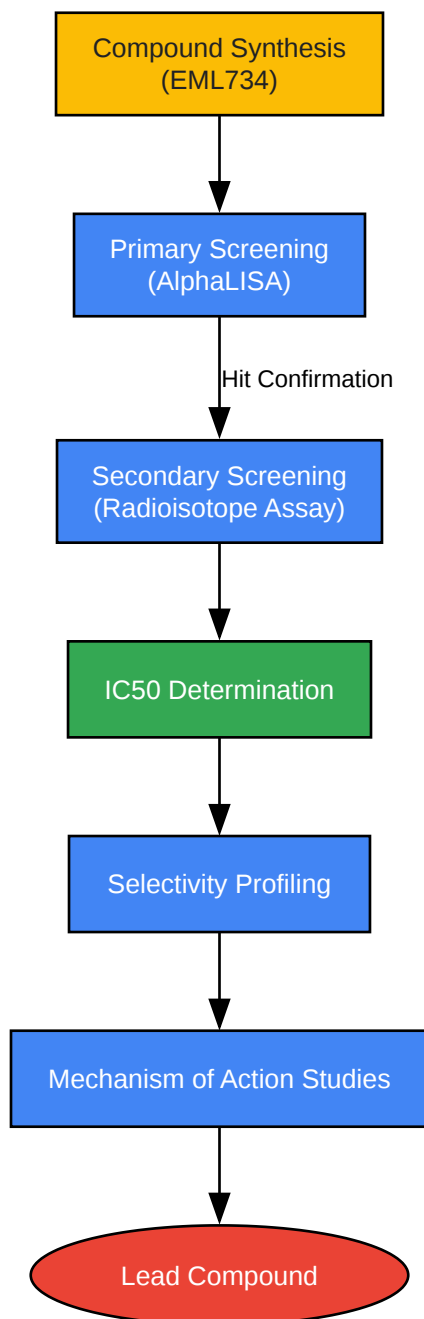 Compound Synthesis
(EML734)
Primary Screening
(AlphaLISA)
Hit Confirmation
Secondary Screening
(Radioisotope Assay)
IC50 Determination
Selectivity Profiling
Mechanism of Action Studies
Lead Compound